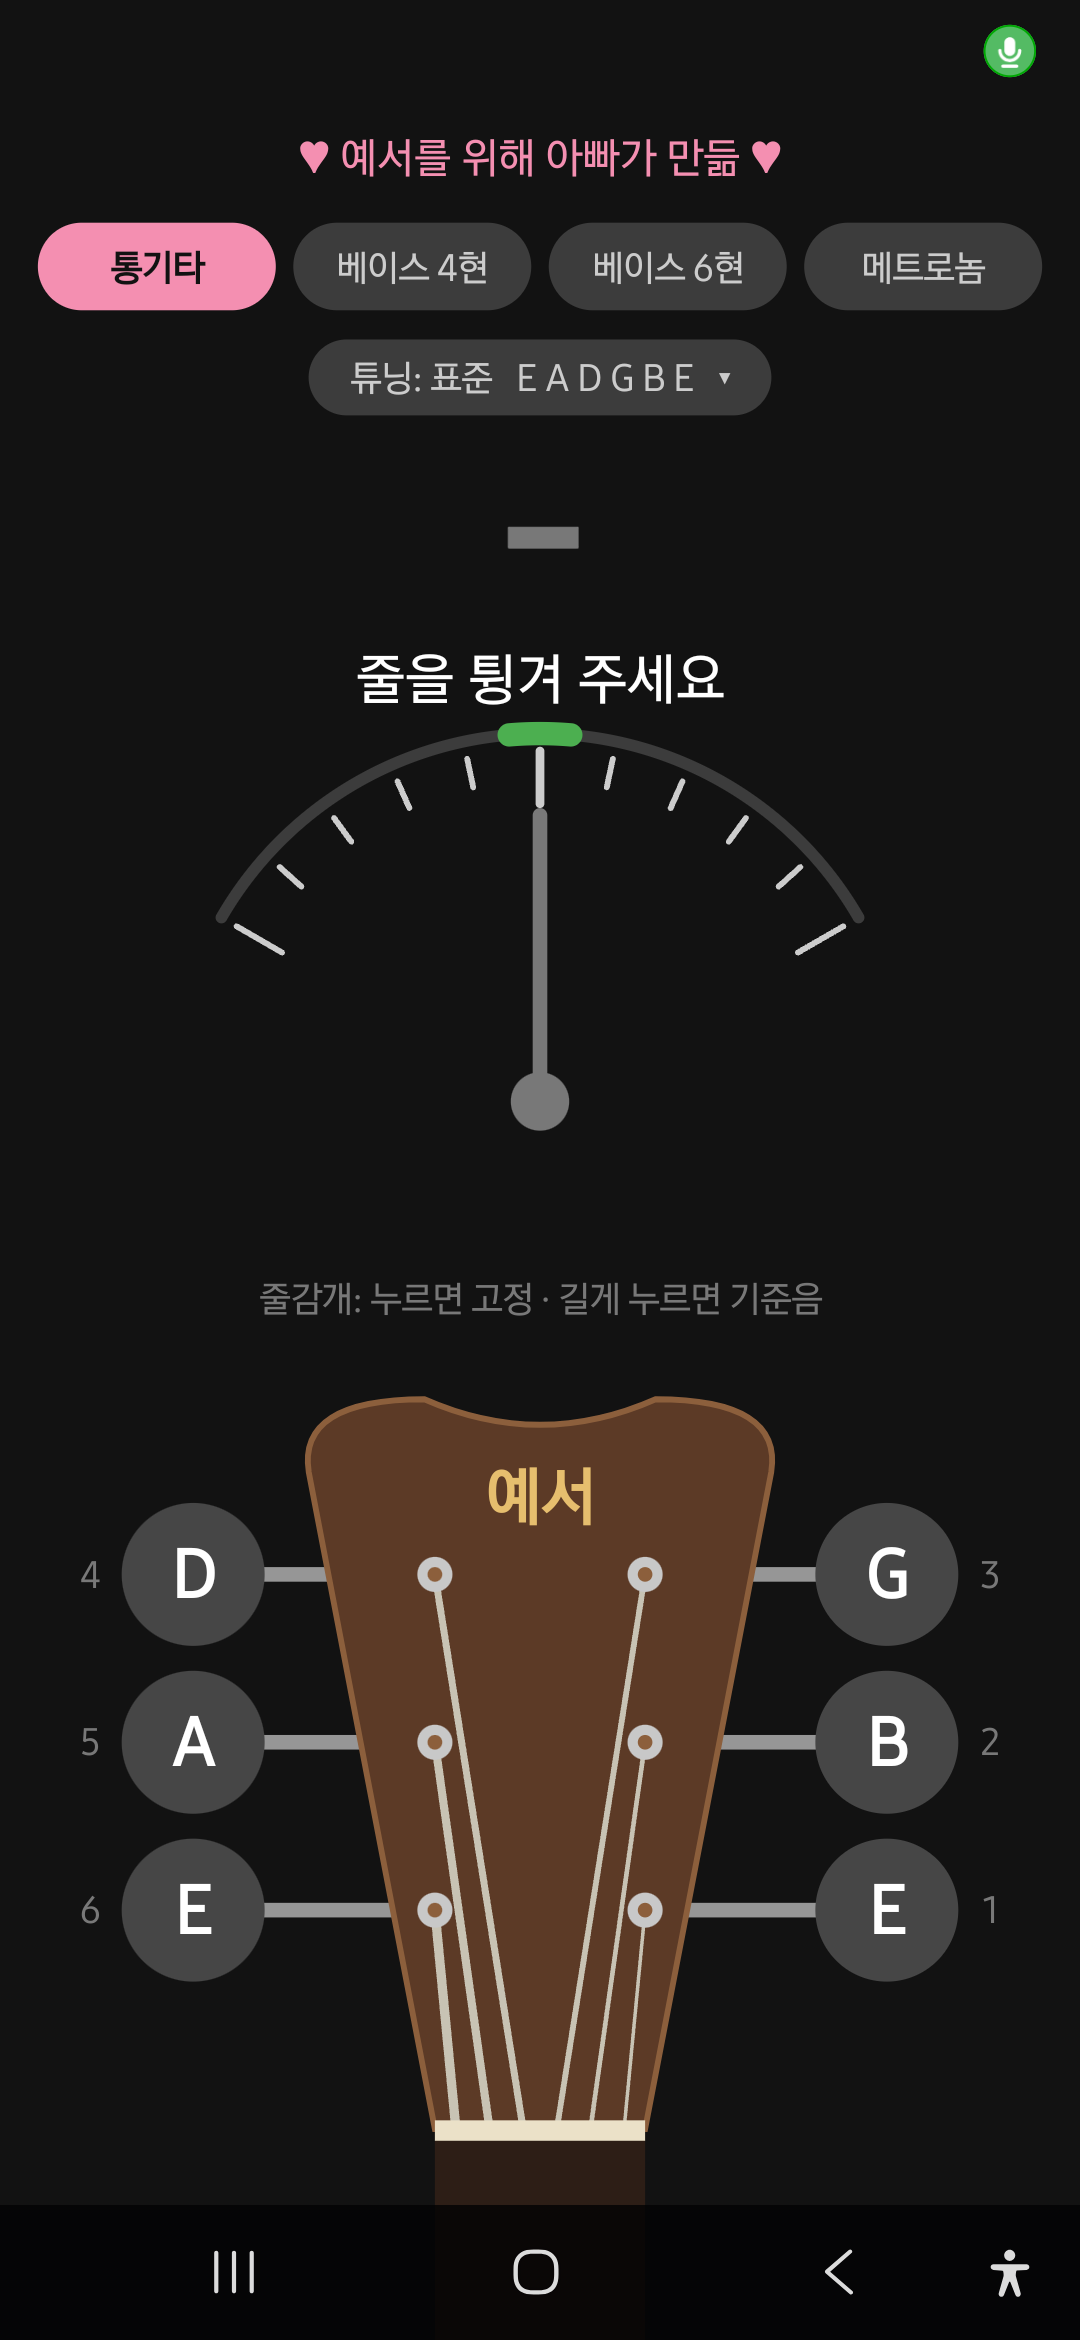 ♥ 예서를 위해 아빠가 만듦 ♥
통기타 베이스 4현 베이스 6현 메트로놈
튜닝: 표준 E A D G B E ▾
-
줄을 튕겨 주세요
줄감개: 누르면 고정 · 길게 누르면 기준음
예서
4 D G 3
5 A B 2
6 E E 1